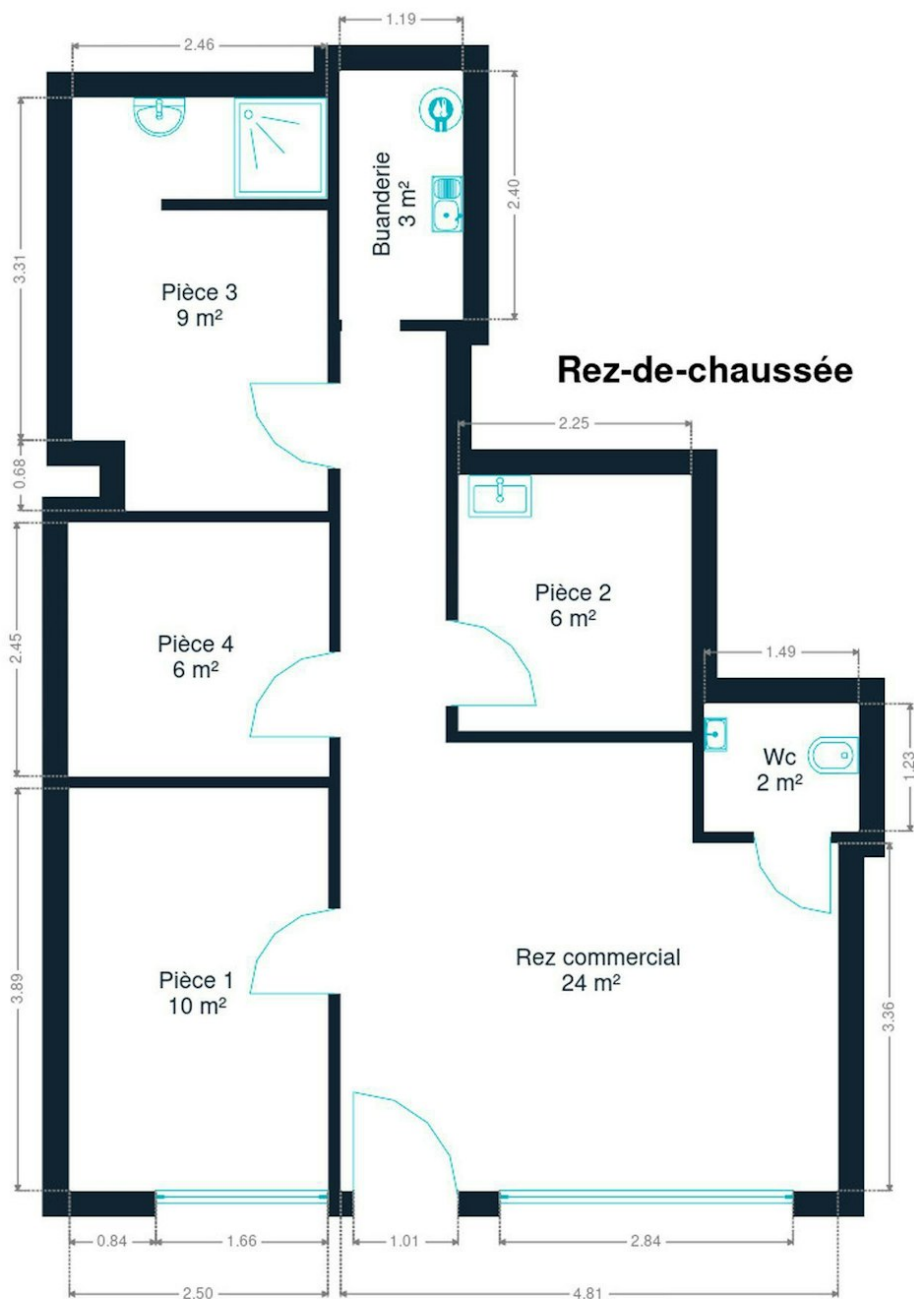 1.19
2.46
3.31
2.40
Buanderie
3 m²
Pièce 3
9 m²
Rez-de-chaussée
2.25
0.68
Pièce 2
6 m²
Pièce 4
6 m²
2.45
1.49
Wc
2 m²
1.23
Rez commercial
24 m²
Pièce 1
10 m²
3.89
3.36
0.84
1.66
1.01
2.84
2.50
4.81